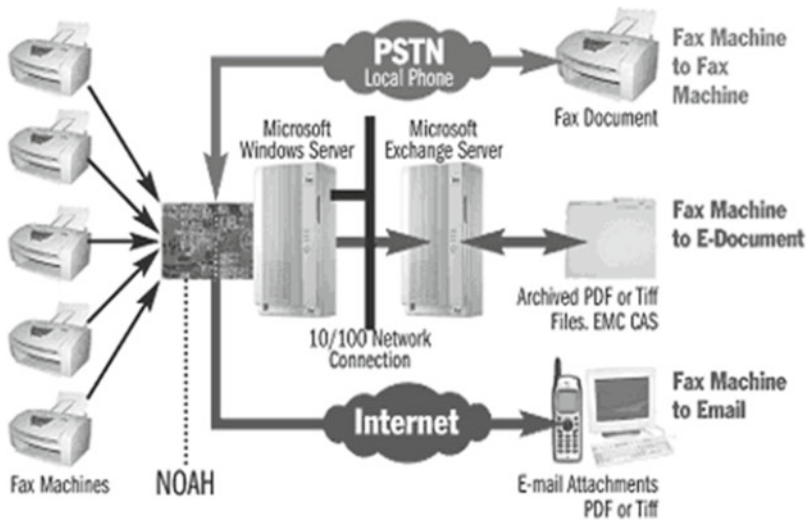 PSTN
Local Phone
Fax Machine
to Fax
Machine
Fax Document
Microsoft
Windows Server
Microsoft
Exchange Server
Fax Machine
to E-Document
Archived PDF or Tiff
Files. EMC CAS
10/100 Network
Connection
Internet
Fax Machine
to Email
Fax Machines
NOAH
E-mail Attachments
PDF or Tiff